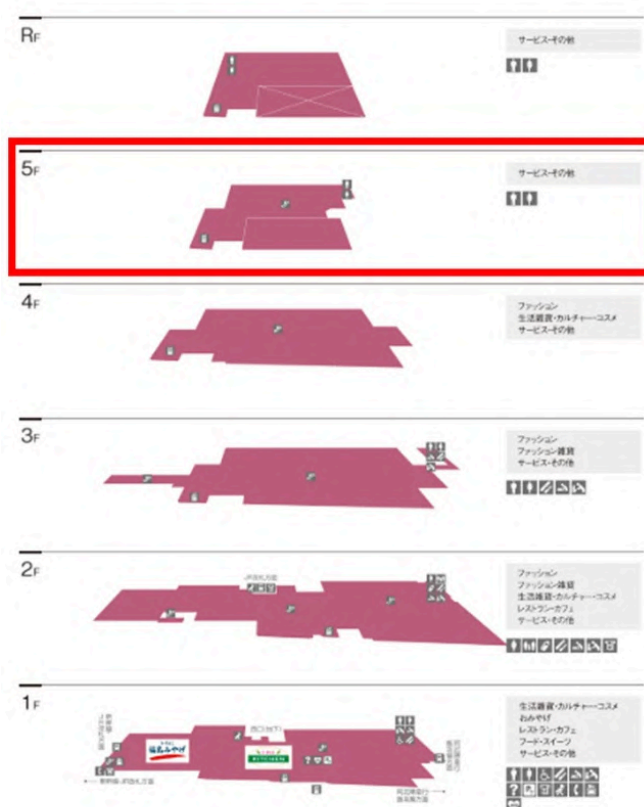 RF
サービス・その他
5F
サービス・その他
4F
ファッション
生活雑貨・カルチャー・コスメ
サービス・その他
3F
ファッション
ファッション雑貨
サービス・その他
2F
ファッション
ファッション雑貨
生活雑貨・カルチャー・コスメ
レストラン・カフェ
サービス・その他
1F
生活雑貨・カルチャー・コスメ
おみやげ
レストラン・カフェ
フード・スイーツ
サービス・その他
福島みやげ
KITCHEN